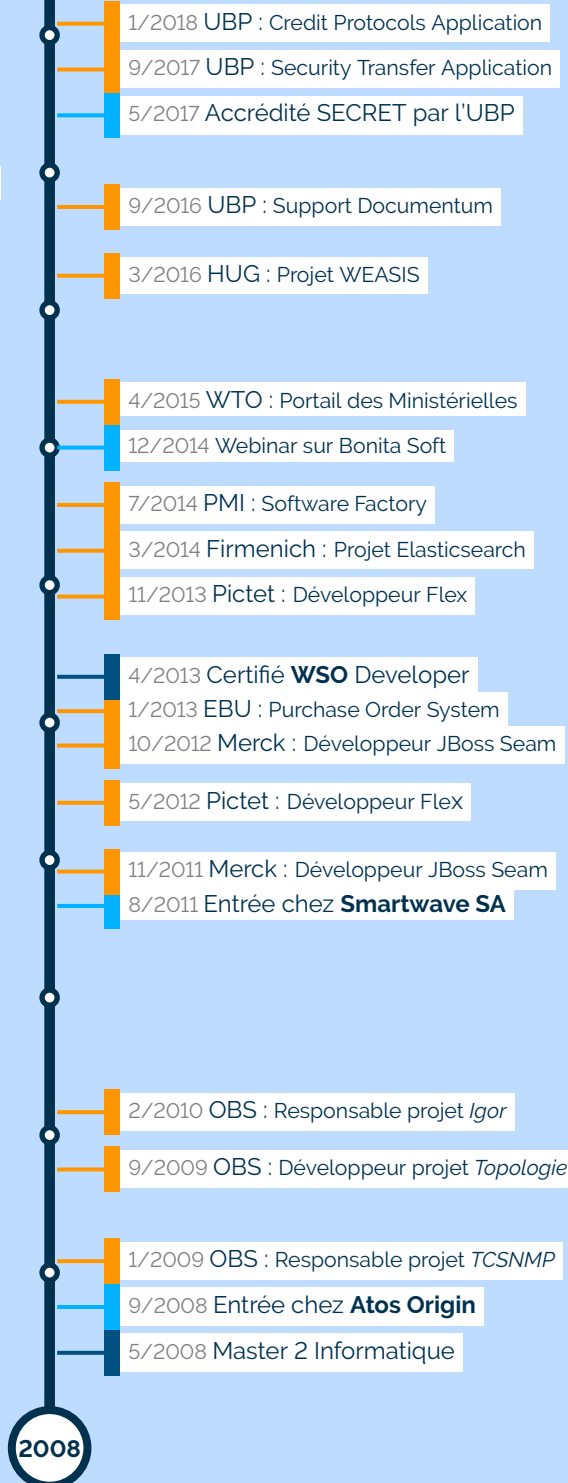 1/2018 UBP : Credit Protocols Application
9/2017 UBP : Security Transfer Application
5/2017 Accrédité SECRET par l'UBP
9/2016 UBP : Support Documentum
3/2016 HUG : Projet WEASIS
4/2015 WTO : Portail des Ministérielles
12/2014 Webinar sur Bonita Soft
7/2014 PMI : Software Factory
3/2014 Firmenich : Projet Elasticsearch
11/2013 Pictet : Développeur Flex
4/2013 Certifié WSO Developer
1/2013 EBU : Purchase Order System
10/2012 Merck : Développeur JBoss Seam
5/2012 Pictet : Développeur Flex
11/2011 Merck : Développeur JBoss Seam
8/2011 Entrée chez Smartwave SA
2/2010 OBS : Responsable projet Igor
9/2009 OBS : Développeur projet Topologie
1/2009 OBS : Responsable projet TCSNMP
9/2008 Entrée chez Atos Origin
5/2008 Master 2 Informatique
2008